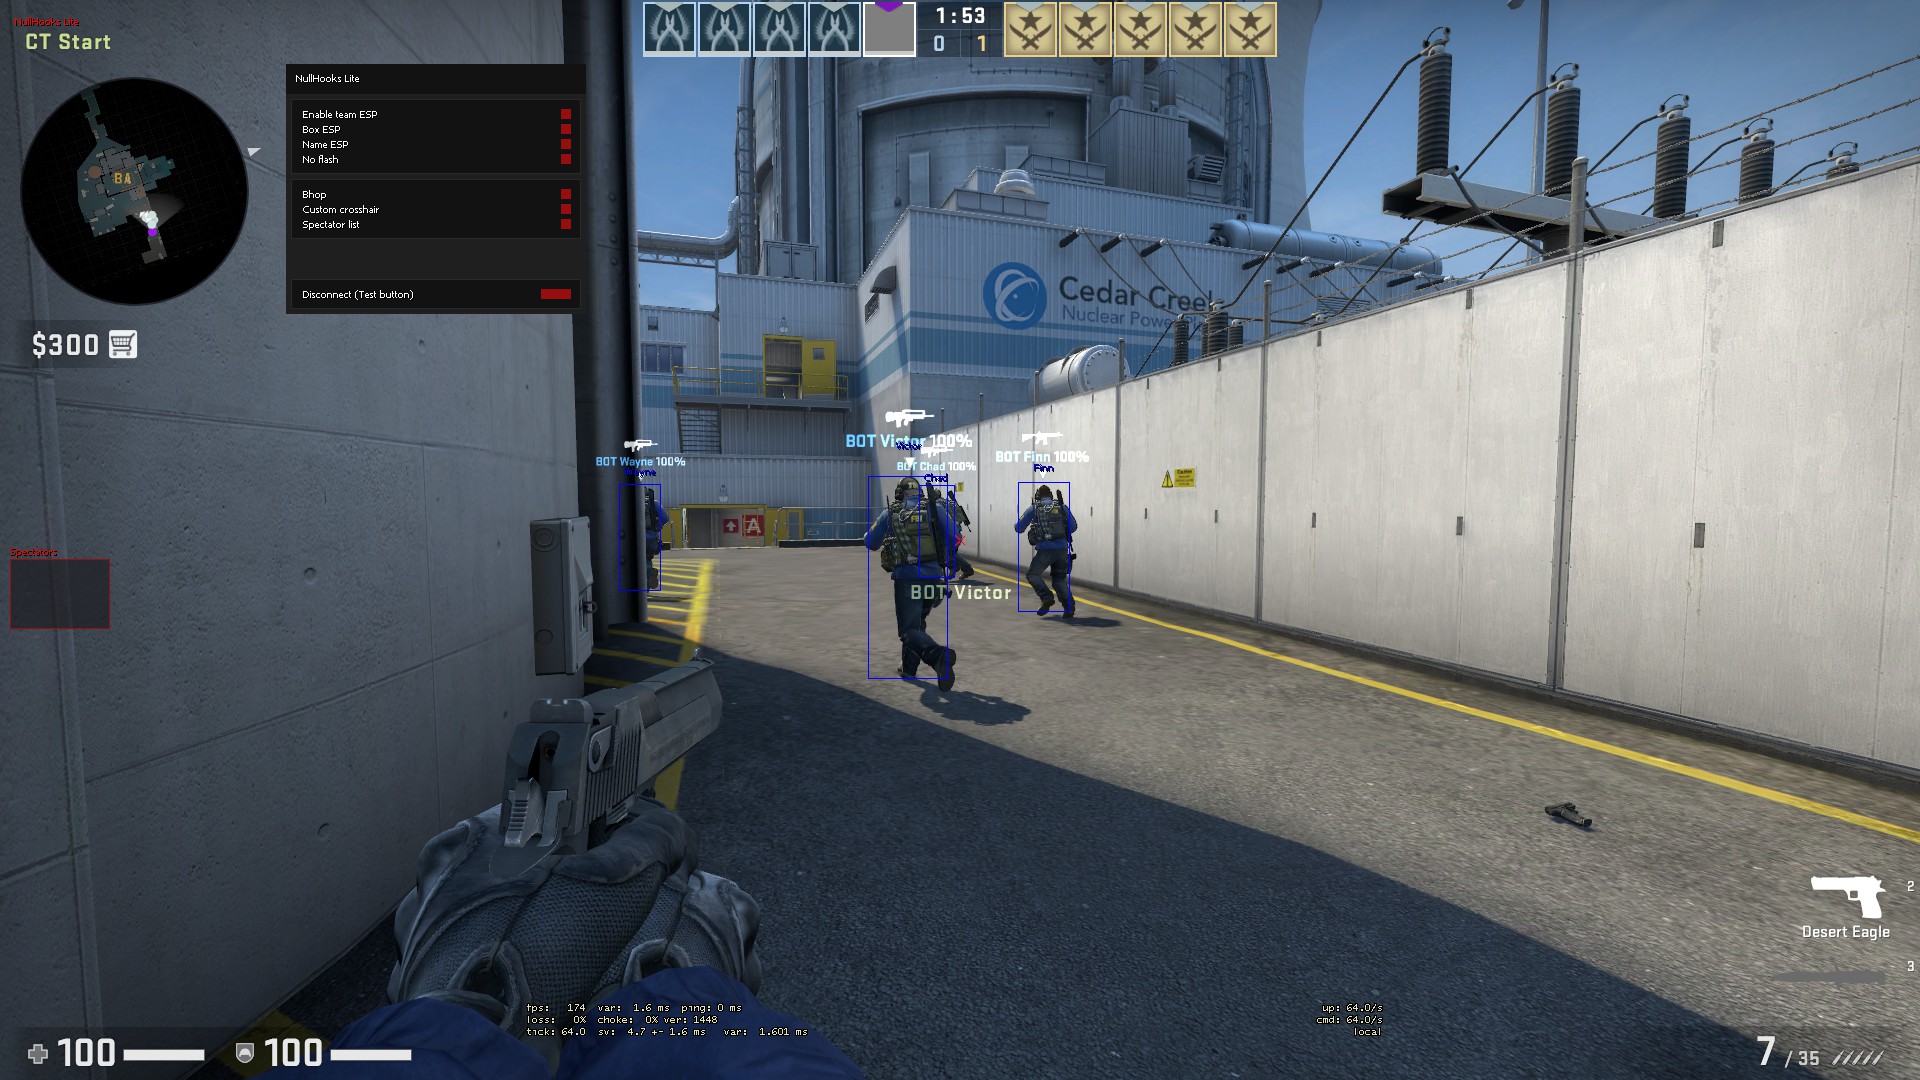 NullHooks Lite
CT Start
1:53
0 1
NullHooks Lite
Enable team ESP
Box ESP
Name ESP
No flash
Bhop
Custom crosshair
Spectator list
Disconnect (Test button)
B A
$300
Cedar Creek
Nuclear Power
BOT Victor 100%
Victor
BOT Wayne 100%
Wayne
BOT Chad 100%
Chad
BOT Finn 100%
Finn
FBI
A
BOT Victor
Spectators
2
Desert Eagle
3
fps: 174 var: 1.6 ms ping: 0 ms
loss: 0% choke: 0% ver: 1448
tick: 64.0 sv: 4.7 +- 1.6 ms var: 1.601 ms
up: 64.0/s
cmd: 64.0/s
local
100
100
7 / 35